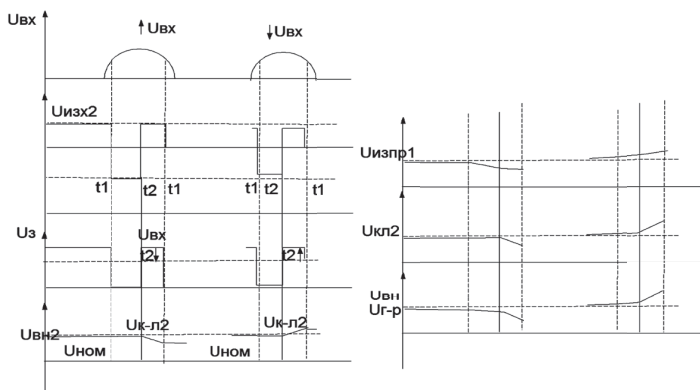 Uвх
Uвх
Uвх
Uизх2
t1
t2
t1
t1
t2
t1
Uз
Uвх
t2
t2
Uвн2
Uк-л2
Uк-л2
Uном
Uном
Uизпр1
Uкл2
Uвн
Uг-р